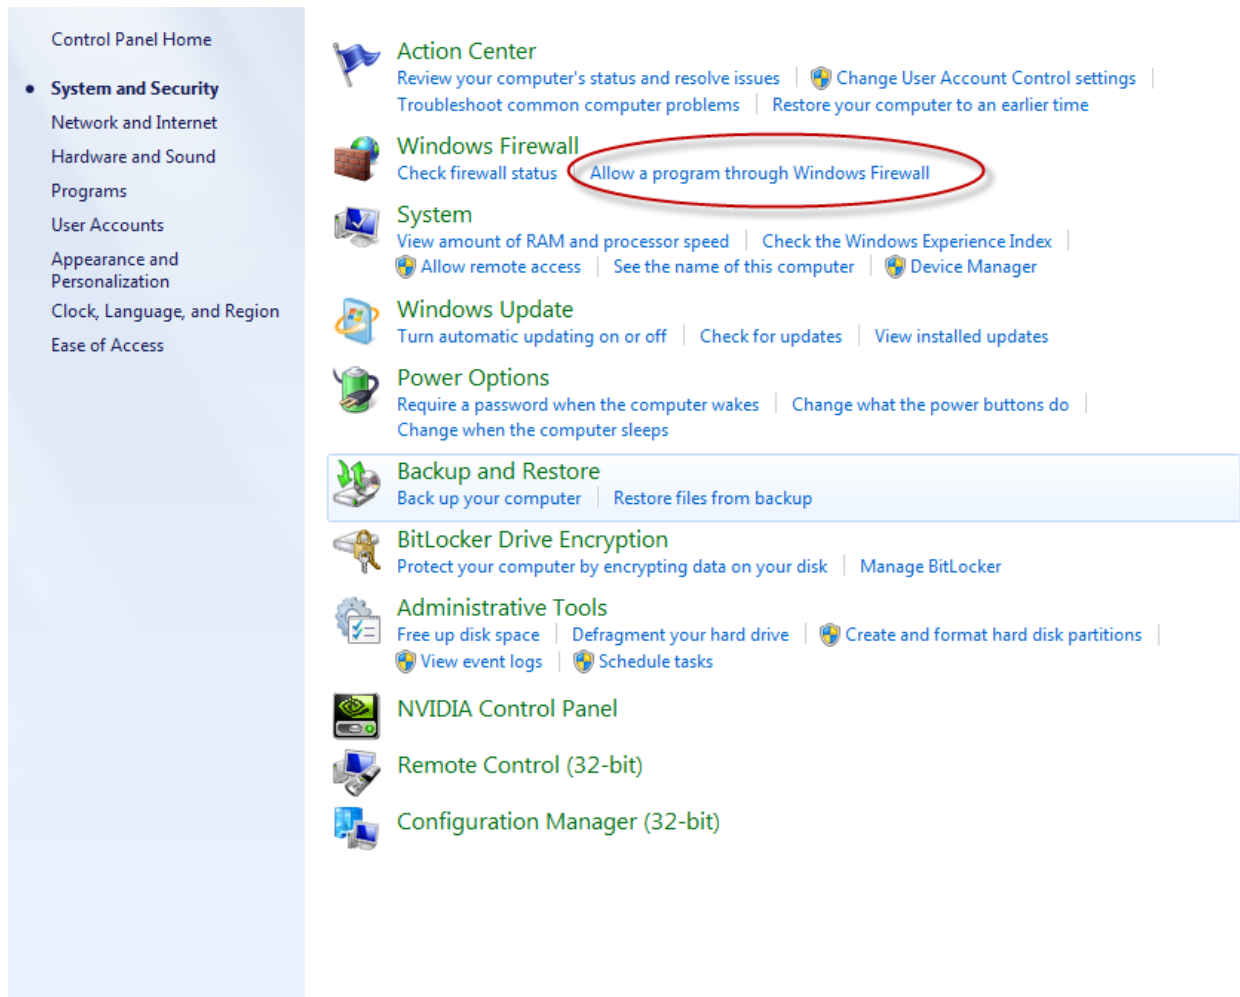 Control Panel Home
System and Security
Network and Internet
Hardware and Sound
Programs
User Accounts
Appearance and
Personalization
Clock, Language, and Region
Ease of Access
Action Center
Review your computer's status and resolve issues Change User Account Control settings
Troubleshoot common computer problems Restore your computer to an earlier time
Windows Firewall
Check firewall status Allow a program through Windows Firewall
System
View amount of RAM and processor speed Check the Windows Experience Index
Allow remote access See the name of this computer Device Manager
Windows Update
Turn automatic updating on or off Check for updates View installed updates
Power Options
Require a password when the computer wakes Change what the power buttons do
Change when the computer sleeps
Backup and Restore
Back up your computer Restore files from backup
BitLocker Drive Encryption
Protect your computer by encrypting data on your disk Manage BitLocker
Administrative Tools
Free up disk space Defragment your hard drive Create and format hard disk partitions
View event logs Schedule tasks
NVIDIA Control Panel
Remote Control (32-bit)
Configuration Manager (32-bit)